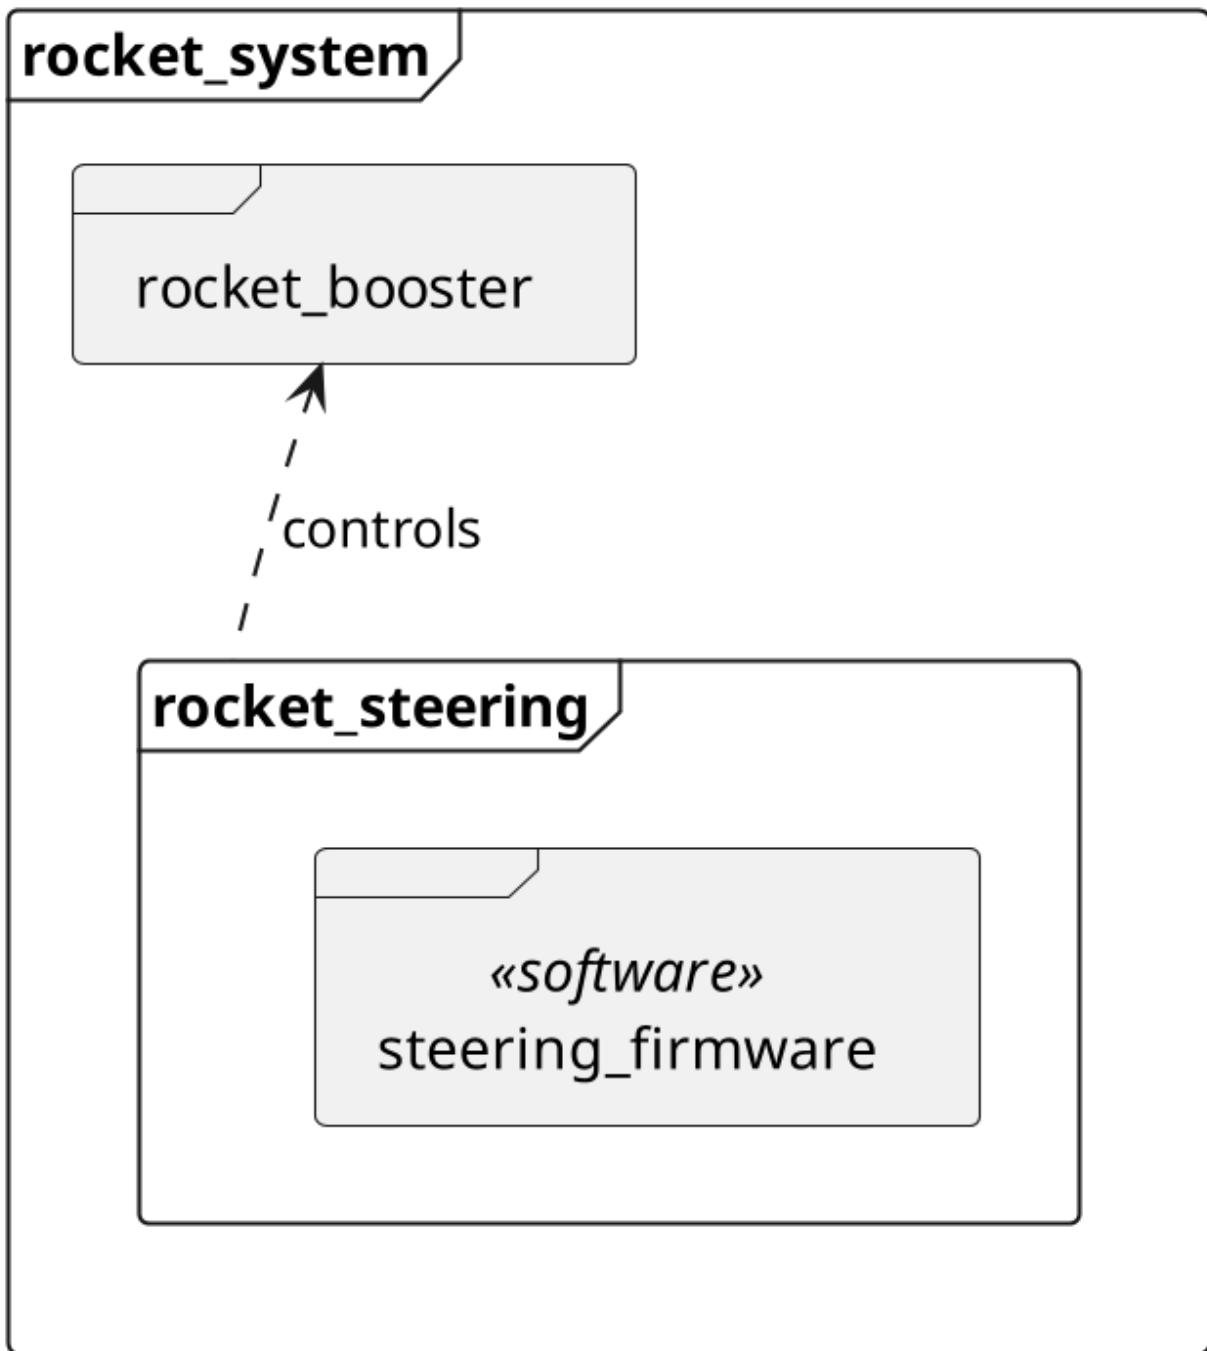 rocket_system
rocket_booster
controls
rocket_steering
«software»
steering_firmware